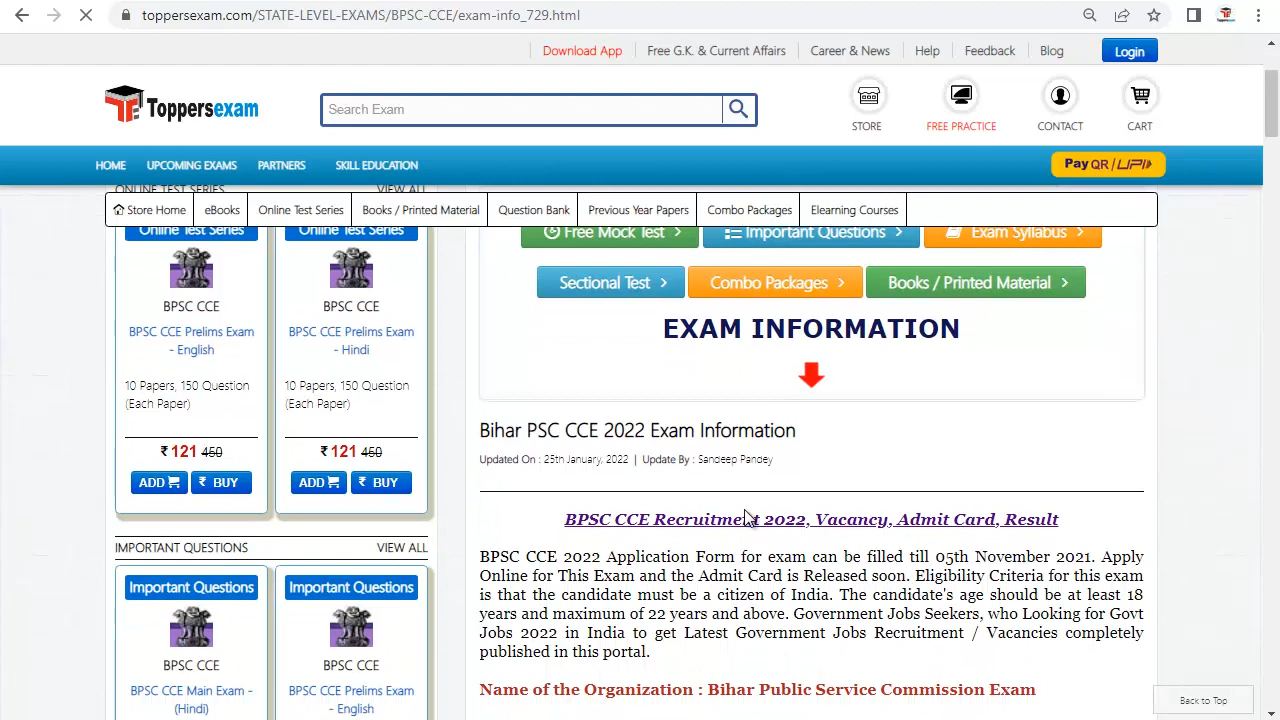 toppersexam.com/STATE-LEVEL-EXAMS/BPSC-CCE/exam-info_729.html
Download App
Free G.K. & Current Affairs
Career & News
Help
Feedback
Blog
Login
Toppersexam
Search Exam
STORE
FREE PRACTICE
CONTACT
CART
HOME
UPCOMING EXAMS
PARTNERS
SKILL EDUCATION
Pay QR / UPI
ONLINE TEST SERIES
VIEW ALL
Store Home
eBooks
Online Test Series
Books / Printed Material
Question Bank
Previous Year Papers
Combo Packages
Elearning Courses
Online Test Series
Online Test Series
BPSC CCE
BPSC CCE
BPSC CCE Prelims Exam
- English
BPSC CCE Prelims Exam
- Hindi
10 Papers, 150 Question
(Each Paper)
10 Papers, 150 Question
(Each Paper)
₹ 121 450
₹ 121 450
ADD
₹ BUY
ADD
₹ BUY
IMPORTANT QUESTIONS
VIEW ALL
Important Questions
Important Questions
BPSC CCE
BPSC CCE
BPSC CCE Main Exam -
(Hindi)
BPSC CCE Prelims Exam
- English
Free Mock Test
Important Questions
Exam Syllabus
Sectional Test
Combo Packages
Books / Printed Material
EXAM INFORMATION
Bihar PSC CCE 2022 Exam Information
Updated On : 25th January, 2022 | Update By : Sandeep Pandey
BPSC CCE Recruitment 2022, Vacancy, Admit Card, Result
BPSC CCE 2022 Application Form for exam can be filled till 05th November 2021. Apply
Online for This Exam and the Admit Card is Released soon. Eligibility Criteria for this exam
is that the candidate must be a citizen of India. The candidate's age should be at least 18
years and maximum of 22 years and above. Government Jobs Seekers, who Looking for Govt
Jobs 2022 in India to get Latest Government Jobs Recruitment / Vacancies completely
published in this portal.
Name of the Organization : Bihar Public Service Commission Exam
Back to Top